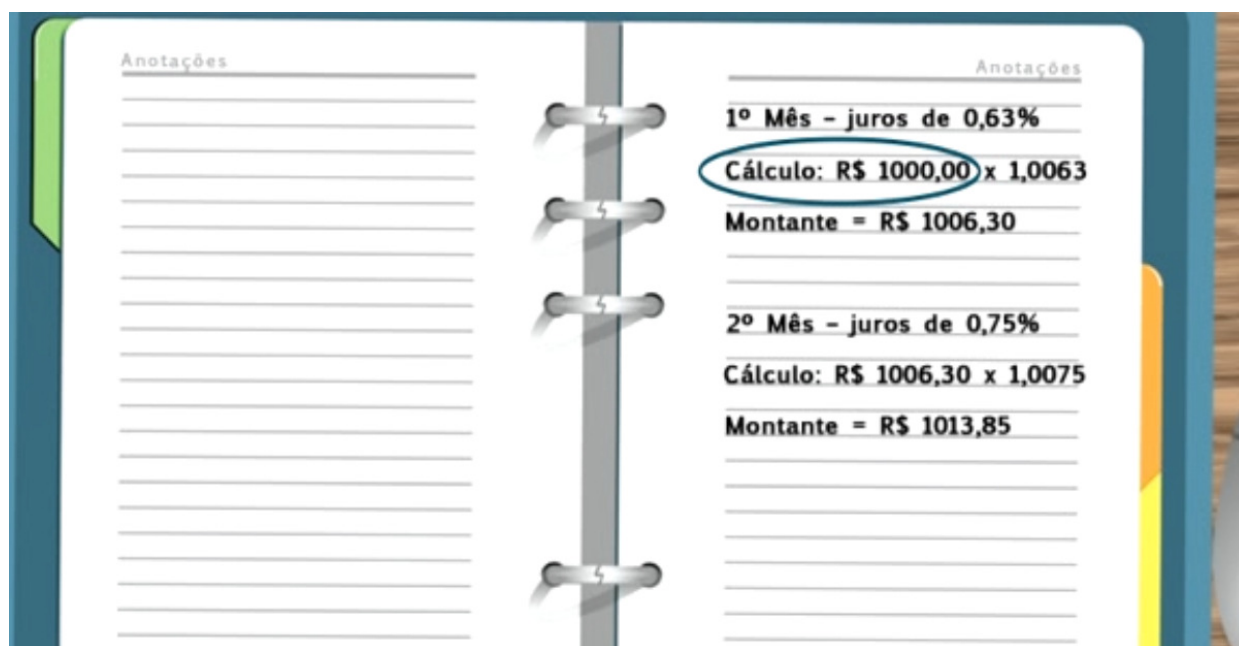 Anotações
Anotações
1º Mês – juros de 0,63%
Cálculo: R$ 1000,00 x 1,0063
Montante = R$ 1006,30
2º Mês – juros de 0,75%
Cálculo: R$ 1006,30 x 1,0075
Montante = R$ 1013,85